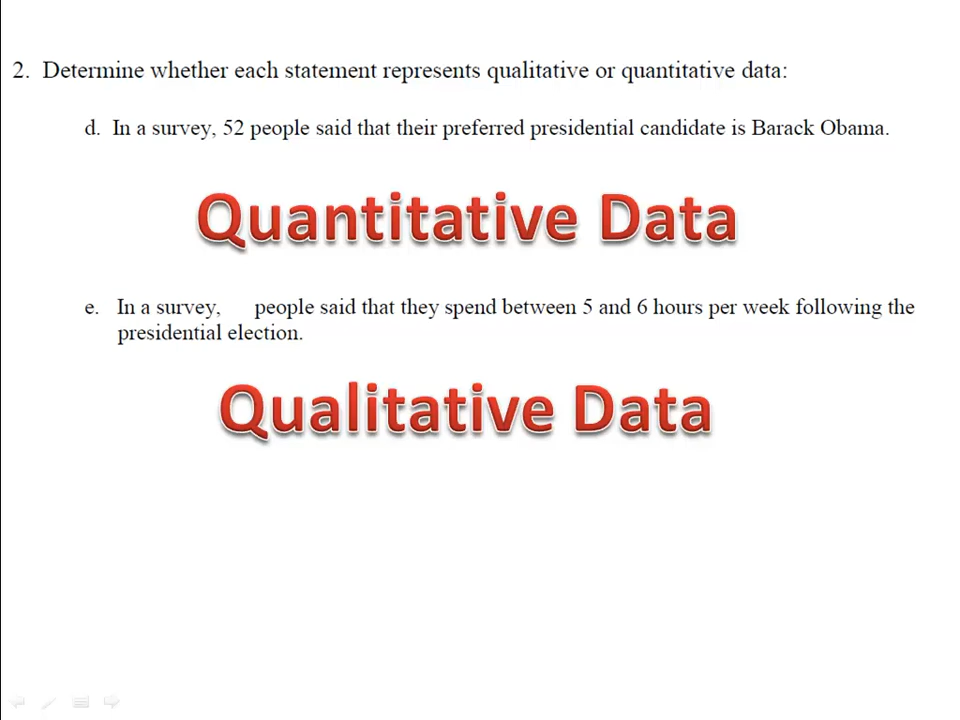 2. Determine whether each statement represents qualitative or quantitative data:
d. In a survey, 52 people said that their preferred presidential candidate is Barack Obama.
Quantitative Data
e. In a survey, people said that they spend between 5 and 6 hours per week following the
presidential election.
Qualitative Data